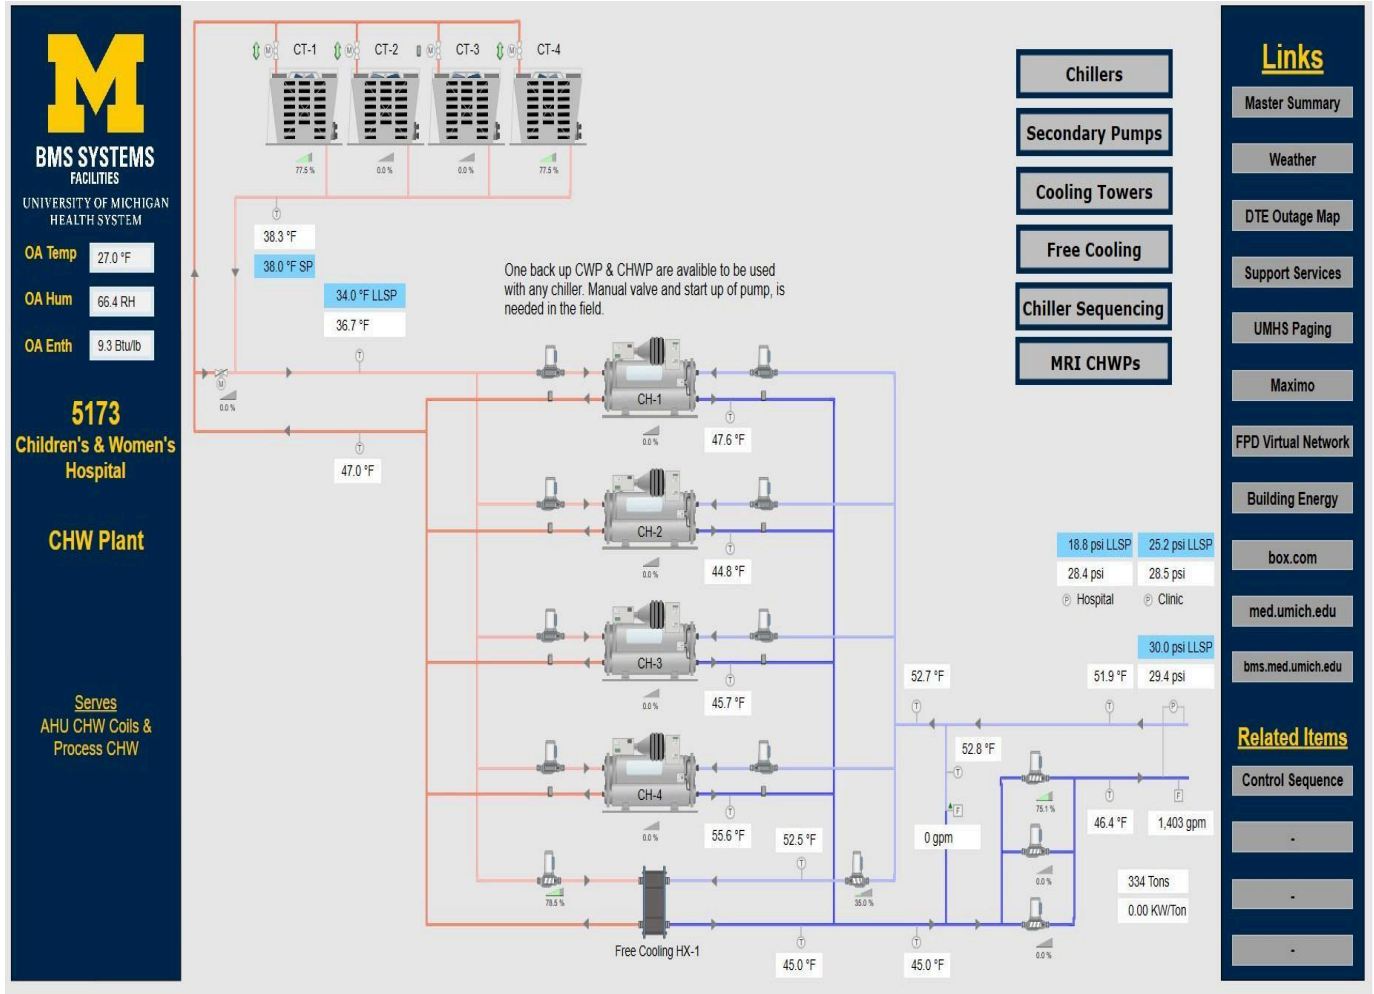 M
BMS SYSTEMS
FACILITIES
UNIVERSITY OF MICHIGAN
HEALTH SYSTEM
OA Temp 27.0 °F
OA Hum 66.4 RH
OA Enth 9.3 Btu/lb
5173
Children's & Women's
Hospital
CHW Plant
Serves
AHU CHW Coils &
Process CHW
M CT-1 M CT-2 M CT-3 M CT-4
77.5 % 0.0 % 0.0 % 77.5 %
T
38.3 °F
38.0 °F SP
34.0 °F LLSP
36.7 °F
T
M
0.0 %
T
47.0 °F
One back up CWP & CHWP are avalible to be used
with any chiller. Manual valve and start up of pump, is
needed in the field.
CH-1
T
0.0 % 47.6 °F
CH-2
T
0.0 % 44.8 °F
CH-3
T
0.0 % 45.7 °F
CH-4
T
0.0 % 55.6 °F
52.5 °F
T
78.5 % 35.0 %
Free Cooling HX-1
T T
45.0 °F 45.0 °F
Chillers
Secondary Pumps
Cooling Towers
Free Cooling
Chiller Sequencing
MRI CHWPs
18.8 psi LLSP 25.2 psi LLSP
28.4 psi 28.5 psi
P Hospital P Clinic
30.0 psi LLSP
52.7 °F 51.9 °F 29.4 psi
T T P
52.8 °F
T
F
0 gpm
75.1 %
T F
46.4 °F 1,403 gpm
0.0 %
334 Tons
0.00 KW/Ton
0.0 %
Links
Master Summary
Weather
DTE Outage Map
Support Services
UMHS Paging
Maximo
FPD Virtual Network
Building Energy
box.com
med.umich.edu
bms.med.umich.edu
Related Items
Control Sequence
-
-
-